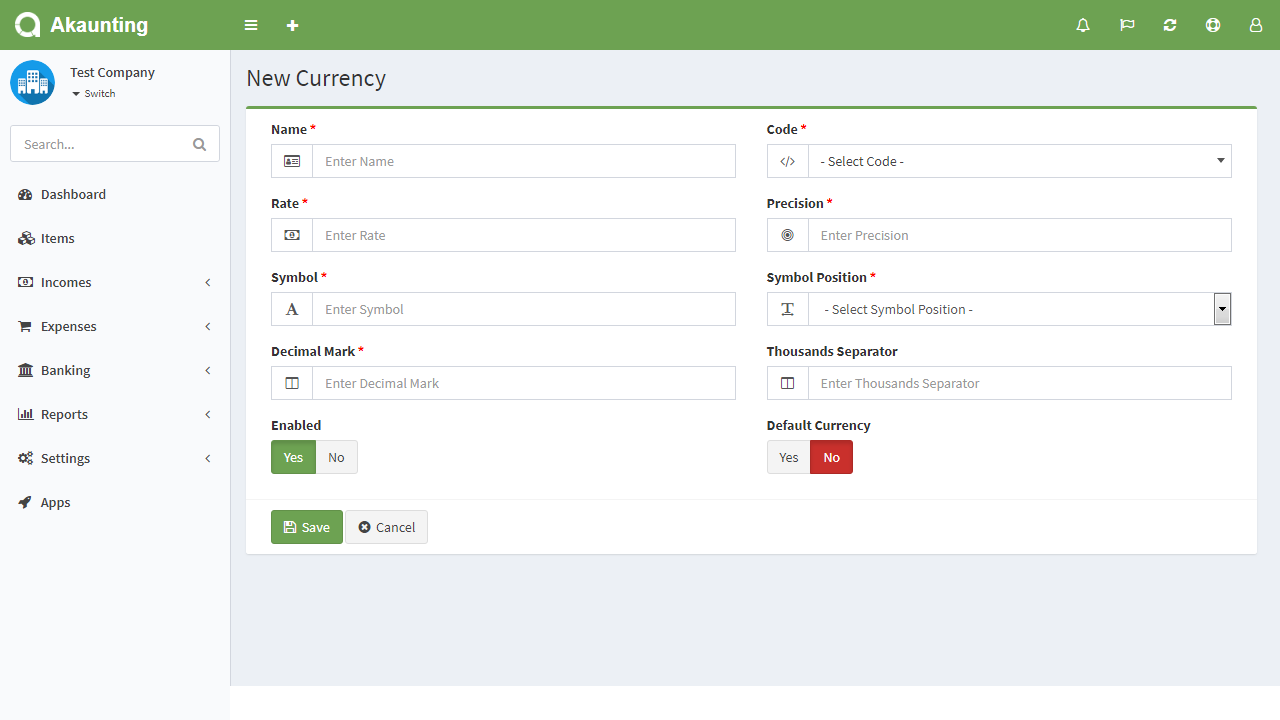 Akaunting
Test Company
Switch
Search...
Dashboard
Items
Incomes
Expenses
Banking
Reports
Settings
Apps
New Currency
Name *
Code *
Enter Name
- Select Code -
Rate *
Precision *
Enter Rate
Enter Precision
Symbol *
Symbol Position *
Enter Symbol
- Select Symbol Position -
Decimal Mark *
Thousands Separator
Enter Decimal Mark
Enter Thousands Separator
Enabled
Default Currency
Yes No
Yes No
Save Cancel